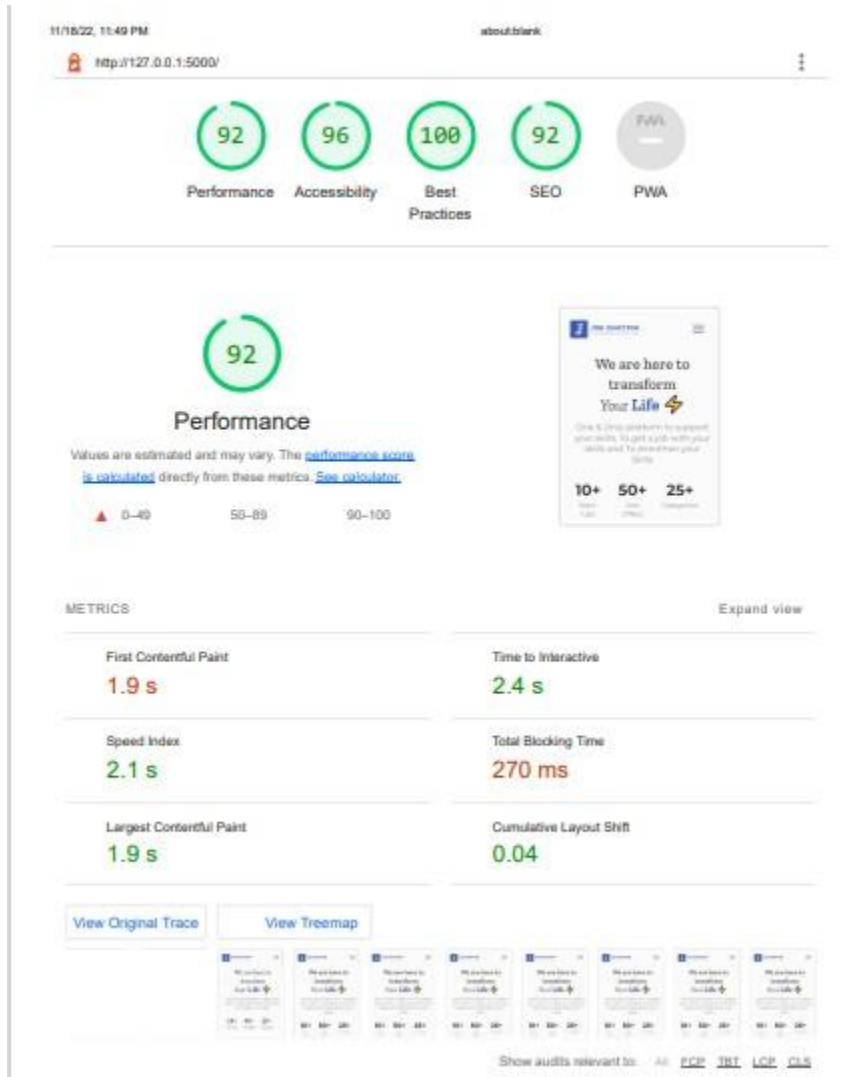 11/18/22, 11:49 PM about:blank
http://127.0.0.1:5000/
92 96 100 92 PWA
Performance Accessibility Best Practices SEO PWA
92
Performance
Values are estimated and may vary. The performance score
is calculated directly from these metrics. See calculator.
0–49 50–89 90–100
We are here to
transform
Your Life
10+ 50+ 25+
METRICS Expand view
First Contentful Paint
1.9 s
Time to Interactive
2.4 s
Speed Index
2.1 s
Total Blocking Time
270 ms
Largest Contentful Paint
1.9 s
Cumulative Layout Shift
0.04
View Original Trace View Treemap
Show audits relevant to: All FCP TBT LCP CLS